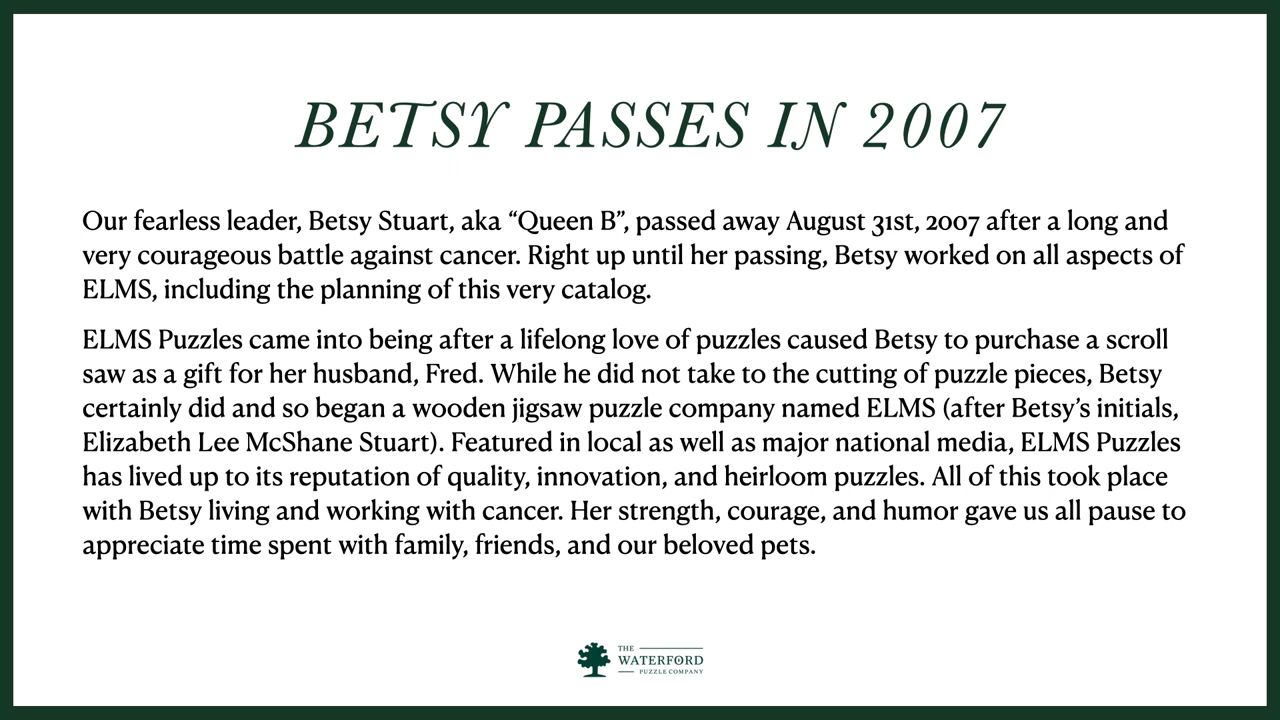 BETSY PASSES IN 2007
Our fearless leader, Betsy Stuart, aka “Queen B”, passed away August 31st, 2007 after a long and
very courageous battle against cancer. Right up until her passing, Betsy worked on all aspects of
ELMS, including the planning of this very catalog.
ELMS Puzzles came into being after a lifelong love of puzzles caused Betsy to purchase a scroll
saw as a gift for her husband, Fred. While he did not take to the cutting of puzzle pieces, Betsy
certainly did and so began a wooden jigsaw puzzle company named ELMS (after Betsy’s initials,
Elizabeth Lee McShane Stuart). Featured in local as well as major national media, ELMS Puzzles
has lived up to its reputation of quality, innovation, and heirloom puzzles. All of this took place
with Betsy living and working with cancer. Her strength, courage, and humor gave us all pause to
appreciate time spent with family, friends, and our beloved pets.
THE
WATERFORD
PUZZLE COMPANY